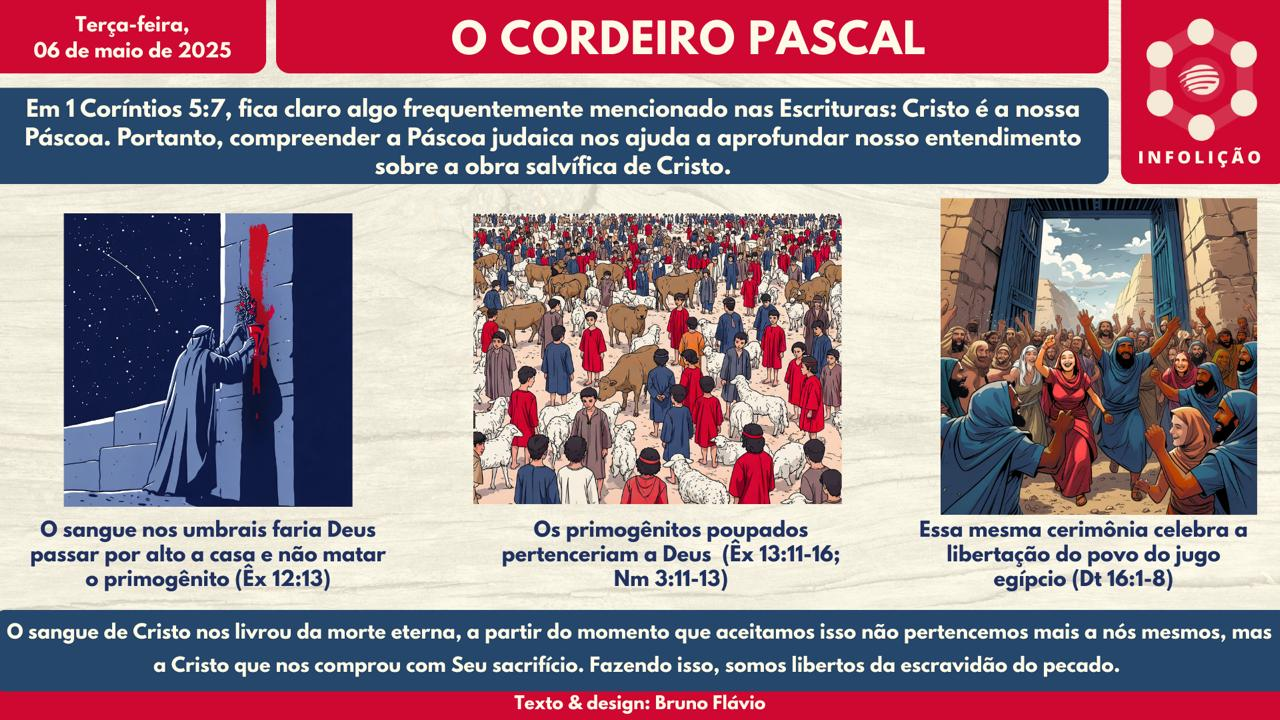 Terça-feira,
06 de maio de 2025
O CORDEIRO PASCAL
INFOLIÇÃO
Em 1 Coríntios 5:7, fica claro algo frequentemente mencionado nas Escrituras: Cristo é a nossa
Páscoa. Portanto, compreender a Páscoa judaica nos ajuda a aprofundar nosso entendimento
sobre a obra salvífica de Cristo.
O sangue nos umbrais faria Deus
passar por alto a casa e não matar
o primogênito (Êx 12:13)
Os primogênitos poupados
pertenceriam a Deus (Êx 13:11-16;
Nm 3:11-13)
Essa mesma cerimônia celebra a
libertação do povo do jugo
egípcio (Dt 16:1-8)
O sangue de Cristo nos livrou da morte eterna, a partir do momento que aceitamos isso não pertencemos mais a nós mesmos, mas
a Cristo que nos comprou com Seu sacrifício. Fazendo isso, somos libertos da escravidão do pecado.
Texto & design: Bruno Flávio